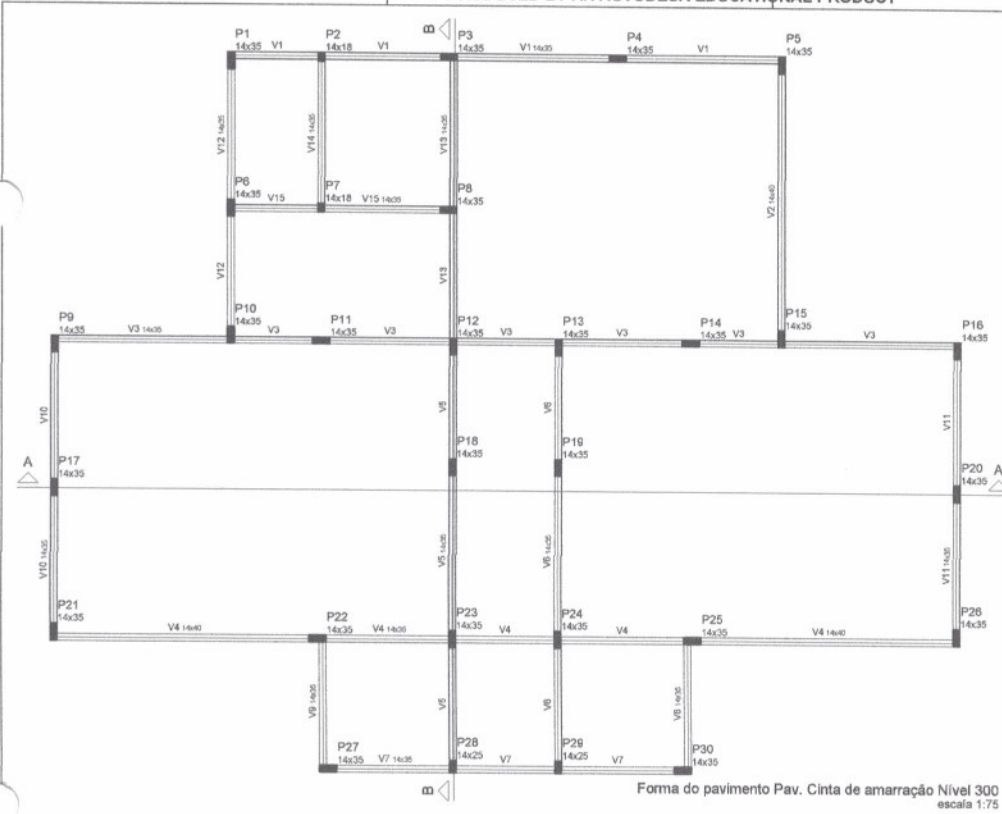 P1
14x35 V1
P2
14x18 V1
B
P3
14x35
V1 14x35
P4
14x35 V1
P5
14x35
V12 14x35
V14 14x35
V13 14x35
V2 14x40
P6
14x35
V15
P7
14x18 V15 14x35
P8
14x35
V12
V13
P9
14x35
V3 14x35
P10
14x35
V3
P11
14x35
V3
P12
14x35
V3
P13
14x35
V3
P14
14x35
V3
P15
14x35
V3
P16
14x35
V10
V5
V6
V11
A
P17
14x35
P18
14x35
P19
14x35
P20
14x35
A
V10 14x35
V5 14x35
V6 14x35
V11 14x35
P21
14x35
V4 14x40
P22
14x35
V4 14x35
P23
14x35
V4
P24
14x35
V4
P25
14x35
V4 14x40
P26
14x35
V9 14x35
V5
V6
V8 14x35
P27
14x35
V7 14x35
P28
14x25
V7
P29
14x25
V7
P30
14x35
B
Forma do pavimento Pav. Cinta de amarração Nível 300
escala 1:75